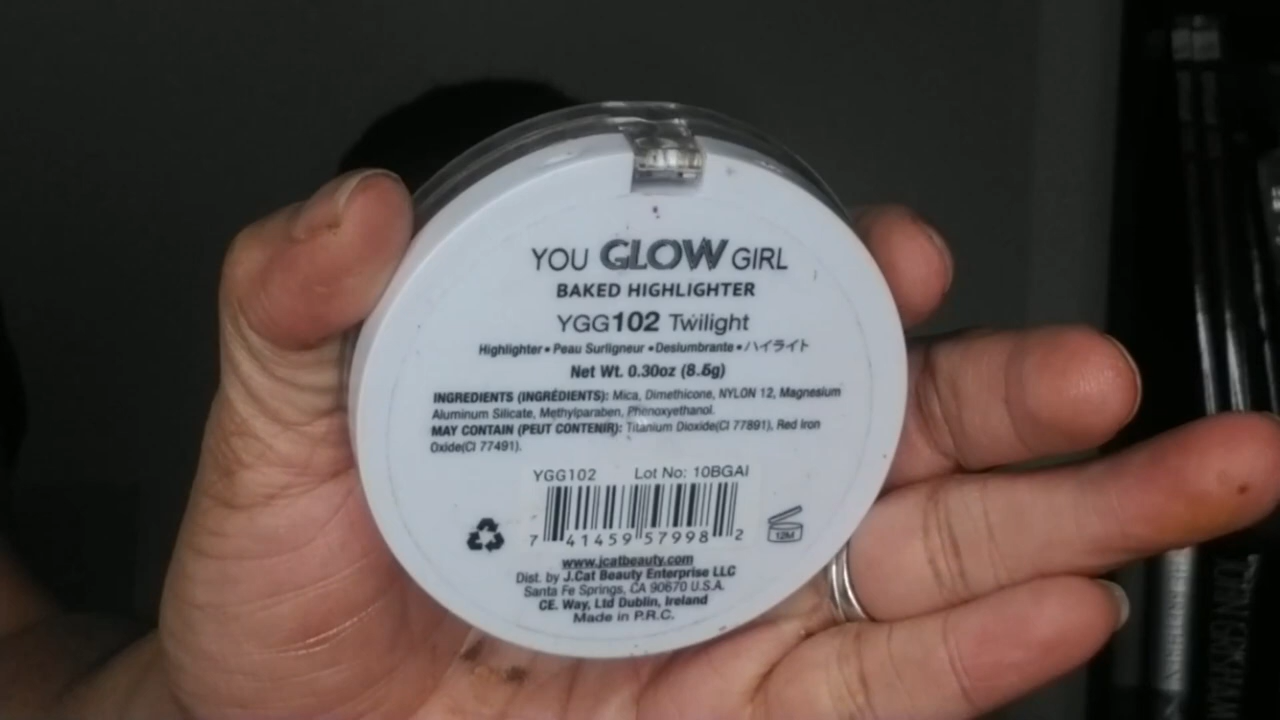 YOU GLOW GIRL
BAKED HIGHLIGHTER
YGG102 Twilight
Highlighter • Peau Surligneur • Deslumbrante • ハイライト
Net Wt. 0.30oz (8.5g)
INGREDIENTS (INGRÉDIENTS): Mica, Dimethicone, NYLON 12, Magnesium
Aluminum Silicate, Methylparaben, Phenoxyethanol.
MAY CONTAIN (PEUT CONTENIR): Titanium Dioxide(CI 77891), Red Iron
Oxide(CI 77491).
YGG102 Lot No: 10BGAI
7 41459 57998 2
12M
www.jcatbeauty.com
Dist. by J.Cat Beauty Enterprise LLC
Santa Fe Springs, CA 90670 U.S.A.
CE. Way, Ltd Dublin, Ireland
Made in P.R.C.